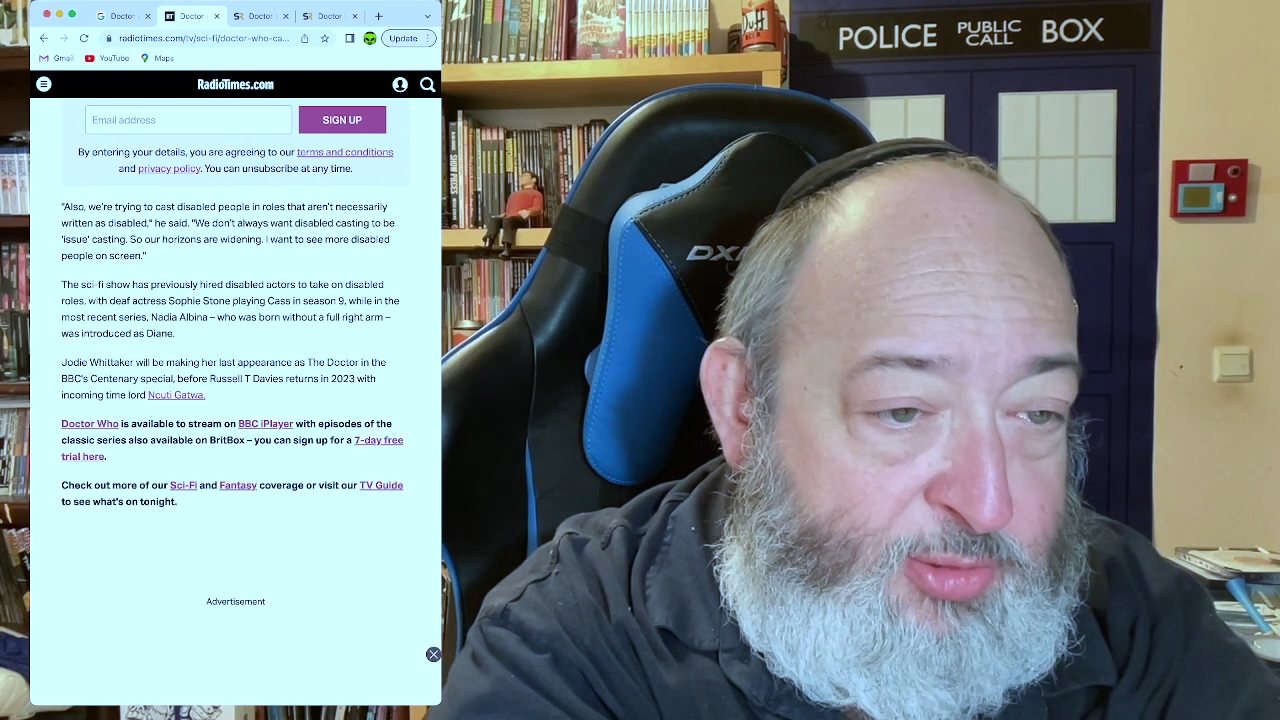 Doctor
Doctor
Doctor
Doctor
radiotimes.com/tv/sci-fi/doctor-who-ca...
Update
Gmail
YouTube
Maps
RadioTimes.com
Email address
SIGN UP
By entering your details, you are agreeing to our terms and conditions
and privacy policy. You can unsubscribe at any time.
"Also, we're trying to cast disabled people in roles that aren't necessarily
written as disabled," he said. "We don't always want disabled casting to be
'issue' casting. So our horizons are widening. I want to see more disabled
people on screen."
The sci-fi show has previously hired disabled actors to take on disabled
roles, with deaf actress Sophie Stone playing Cass in season 9, while in the
most recent series, Nadia Albina – who was born without a full right arm –
was introduced as Diane.
Jodie Whittaker will be making her last appearance as The Doctor in the
BBC's Centenary special, before Russell T Davies returns in 2023 with
incoming time lord Ncuti Gatwa.
Doctor Who is available to stream on BBC iPlayer with episodes of the
classic series also available on BritBox – you can sign up for a 7-day free
trial here.
Check out more of our Sci-Fi and Fantasy coverage or visit our TV Guide
to see what's on tonight.
Advertisement
Duff
POLICE PUBLIC CALL BOX
DX